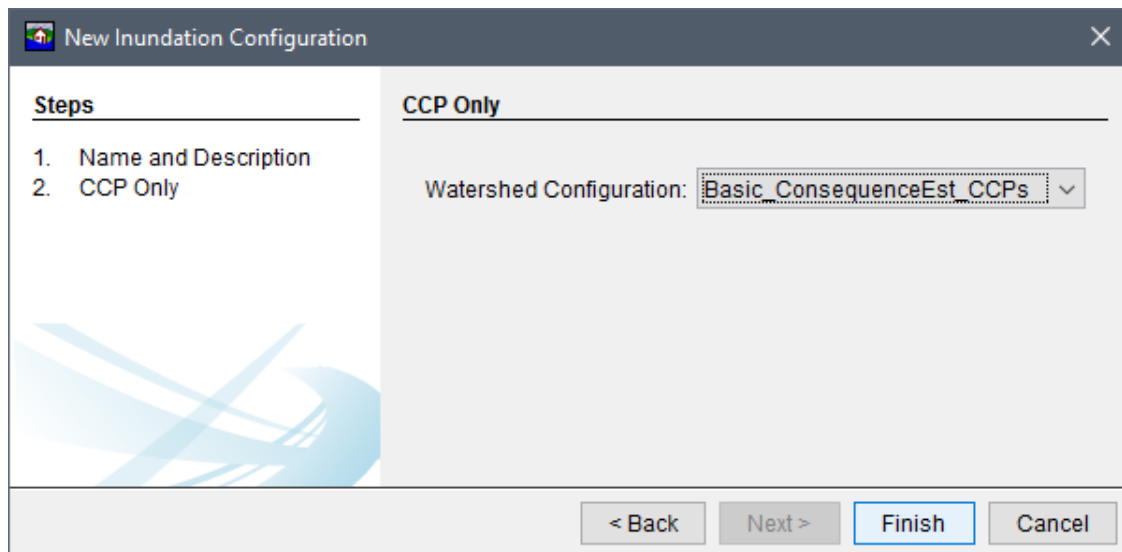 New Inundation Configuration
Steps
1. Name and Description
2. CCP Only
CCP Only
Watershed Configuration: Basic_ConsequenceEst_CCPs
< Back Next > Finish Cancel